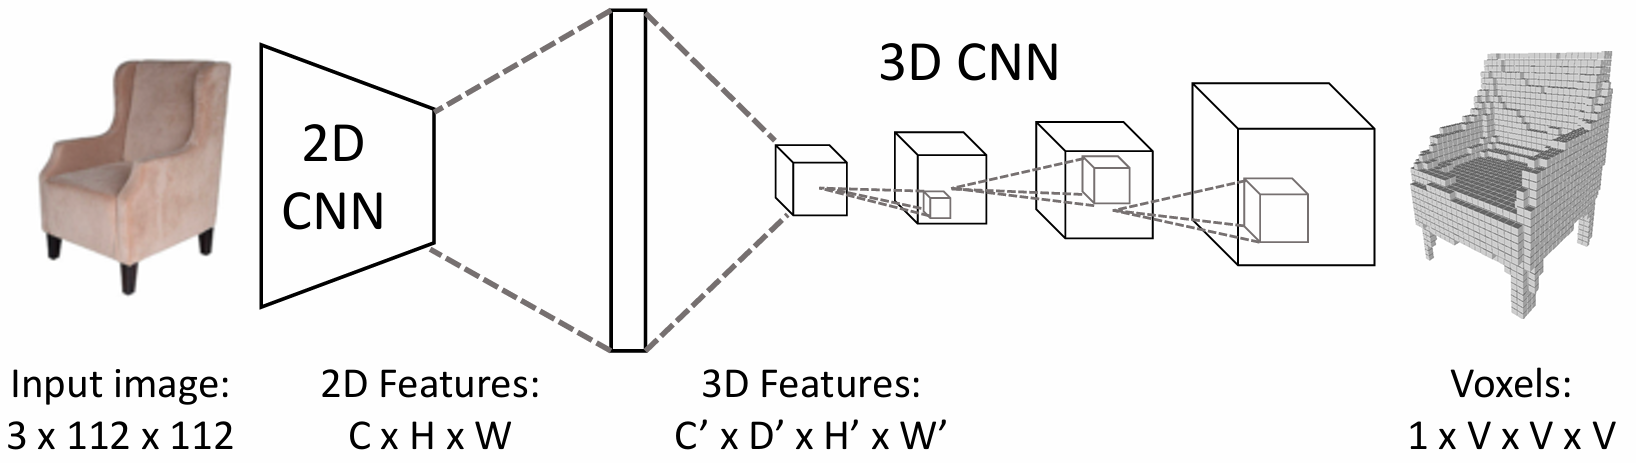 2D
CNN
3D CNN
Input image:
3 x 112 x 112
2D Features:
C x H x W
3D Features:
C’ x D’ x H’ x W’
Voxels:
1 x V x V x V